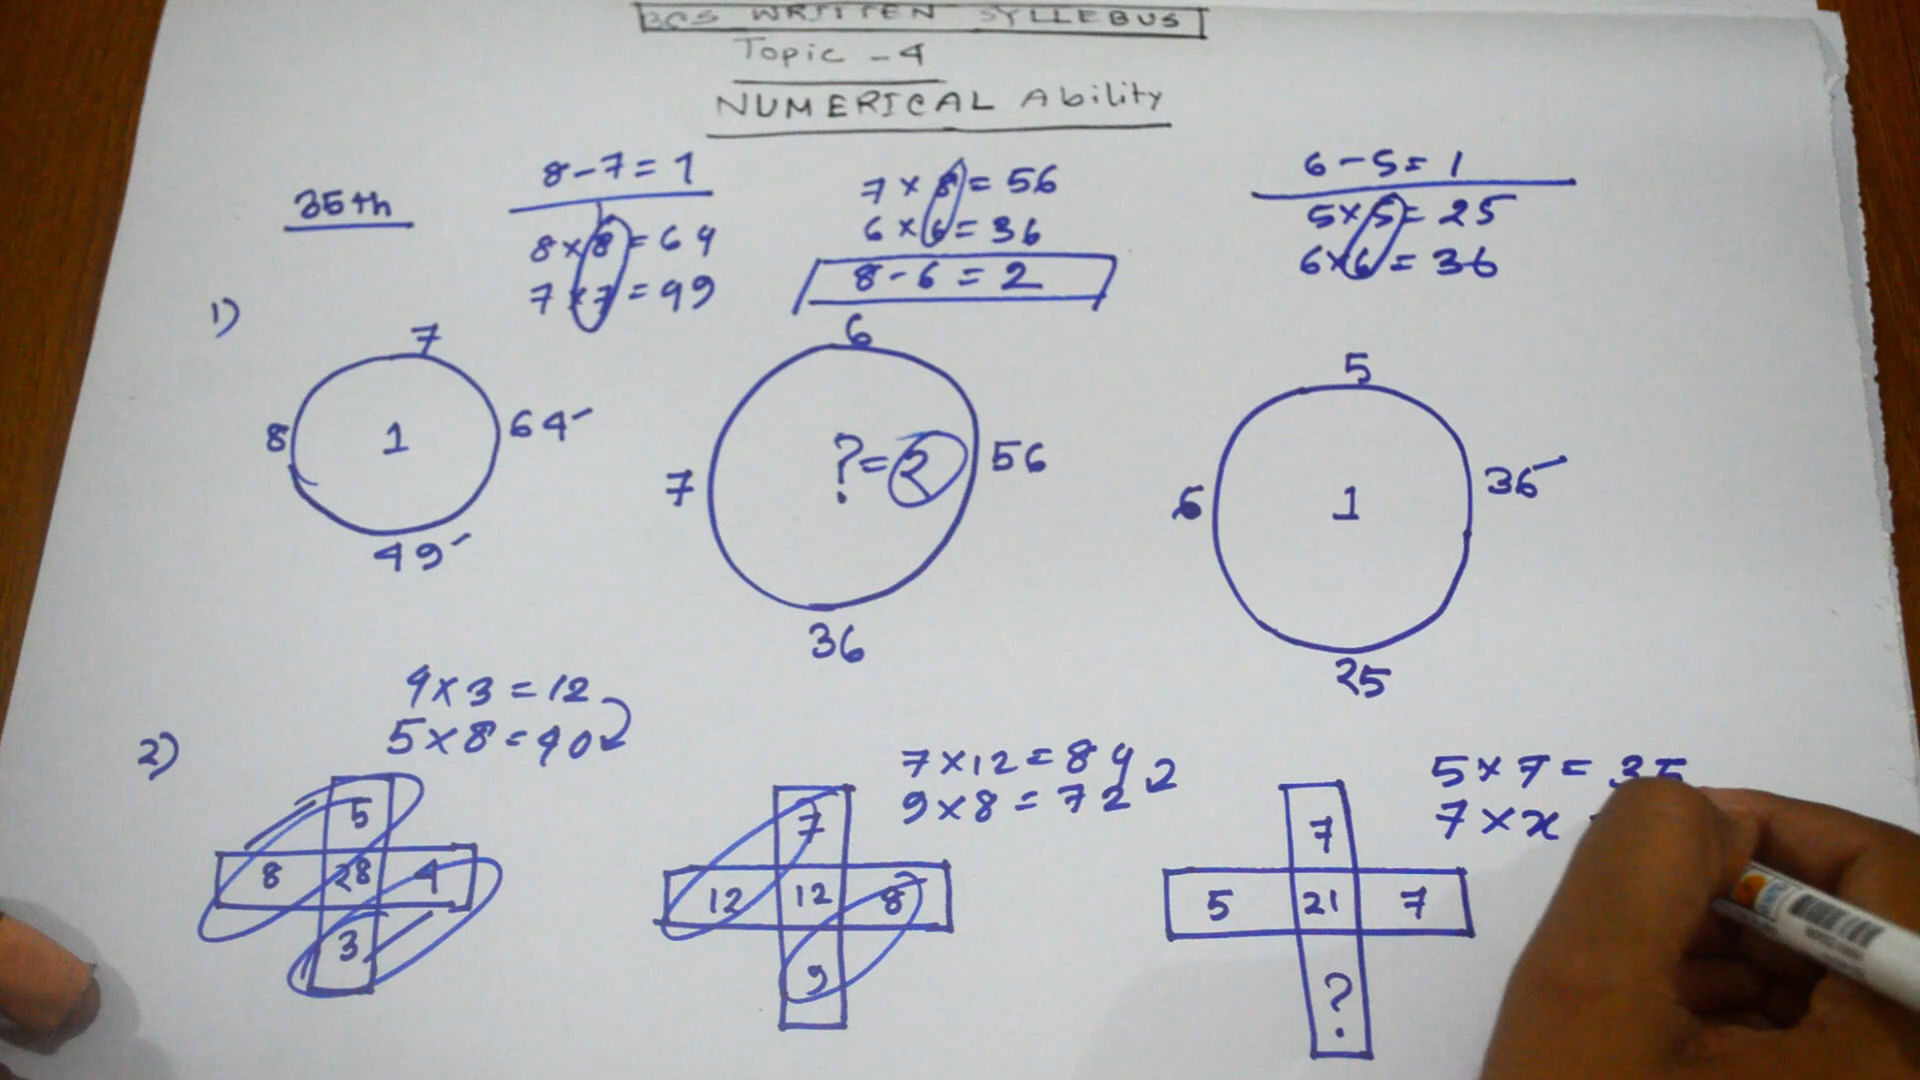 BCS WRITTEN SYLLEBUS
Topic - 4
NUMERICAL Ability
35th
8-7=1
8×8=64
7×7=49
7×8=56
6×6=36
8-6=2
6-5=1
5×5=25
6×6=36
1)
7
8 1 64
49
6
7 ?=2 56
36
5
6 1 36
25
2)
4×3=12
5×8=40
5
8 28 4
3
7×12=84
9×8=72
2
7
12 12 8
9
5×7=35
7×x
7
5 21 7
?